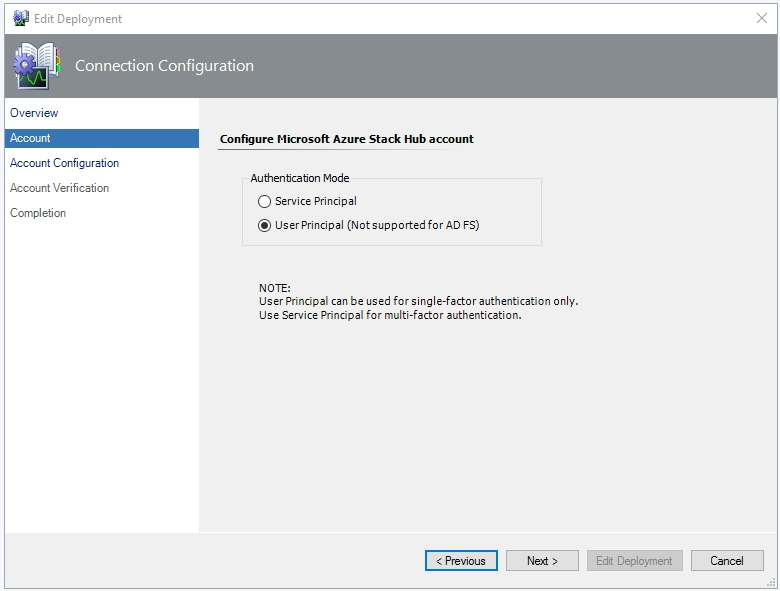 Edit Deployment
Connection Configuration
Overview
Account
Account Configuration
Account Verification
Completion
Configure Microsoft Azure Stack Hub account
Authentication Mode
Service Principal
User Principal (Not supported for AD FS)
NOTE:
User Principal can be used for single-factor authentication only.
Use Service Principal for multi-factor authentication.
< Previous
Next >
Edit Deployment
Cancel